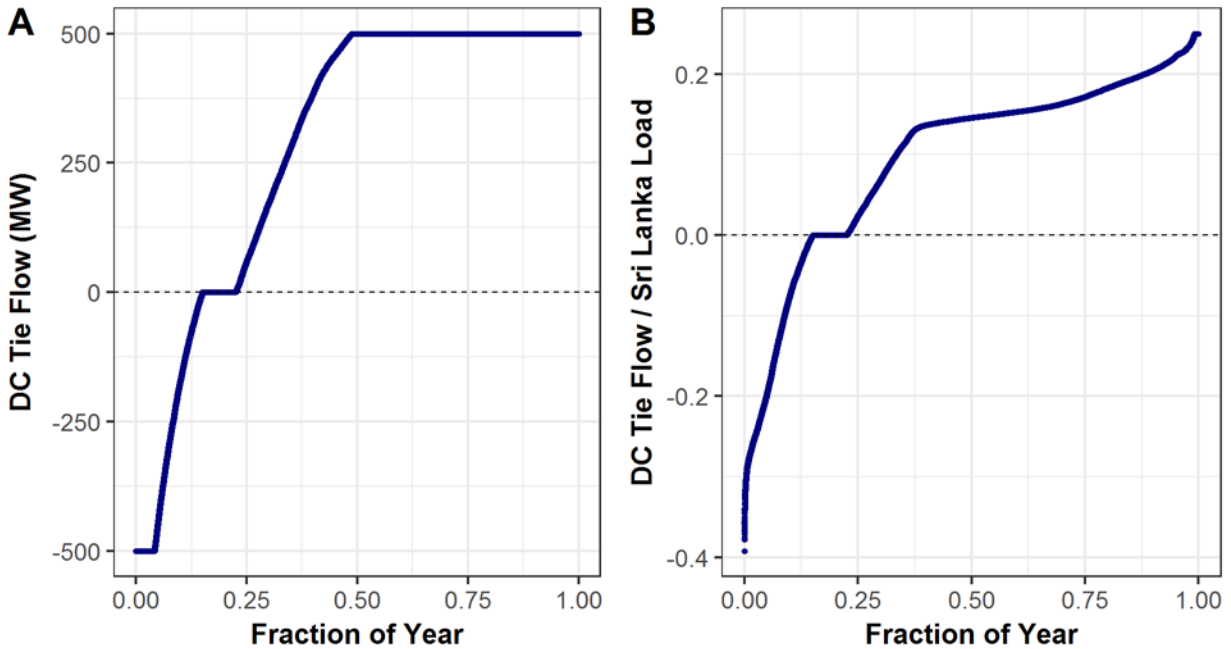 A
DC Tie Flow (MW)
500
250
0
-250
-500
0.00 0.25 0.50 0.75 1.00
Fraction of Year
B
DC Tie Flow / Sri Lanka Load
0.2
0.0
-0.2
-0.4
0.00 0.25 0.50 0.75 1.00
Fraction of Year